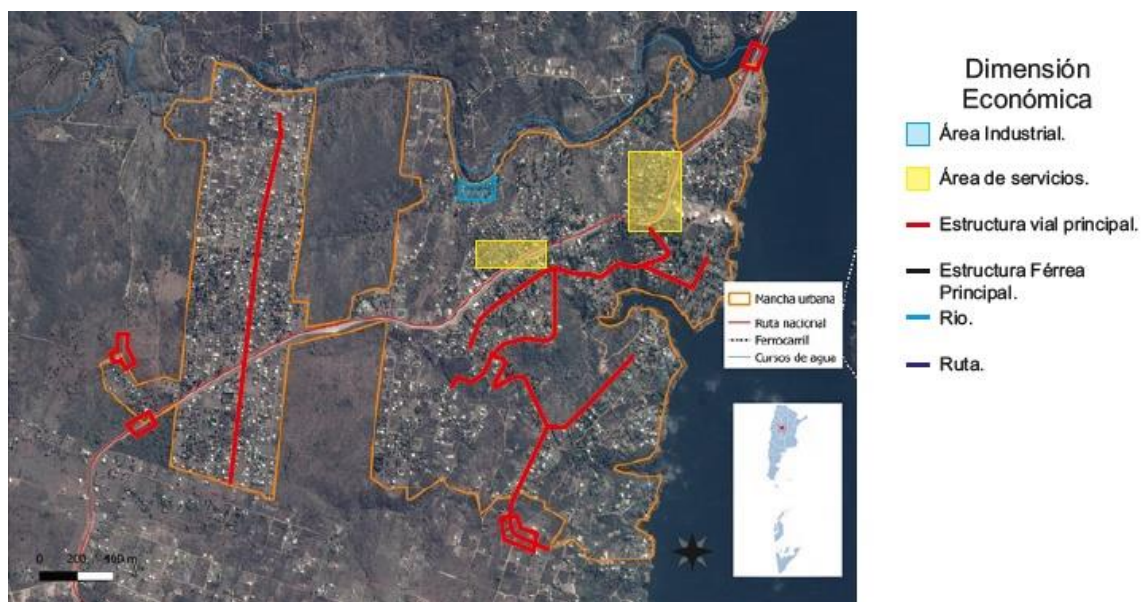 Dimensión
Económica
Área Industrial.
Área de servicios.
Estructura vial principal.
Estructura Férrea
Principal.
Rio.
Ruta.
Mancha urbana
Ruta nacional
Ferrocarril
Cursos de agua
0 200 400 m